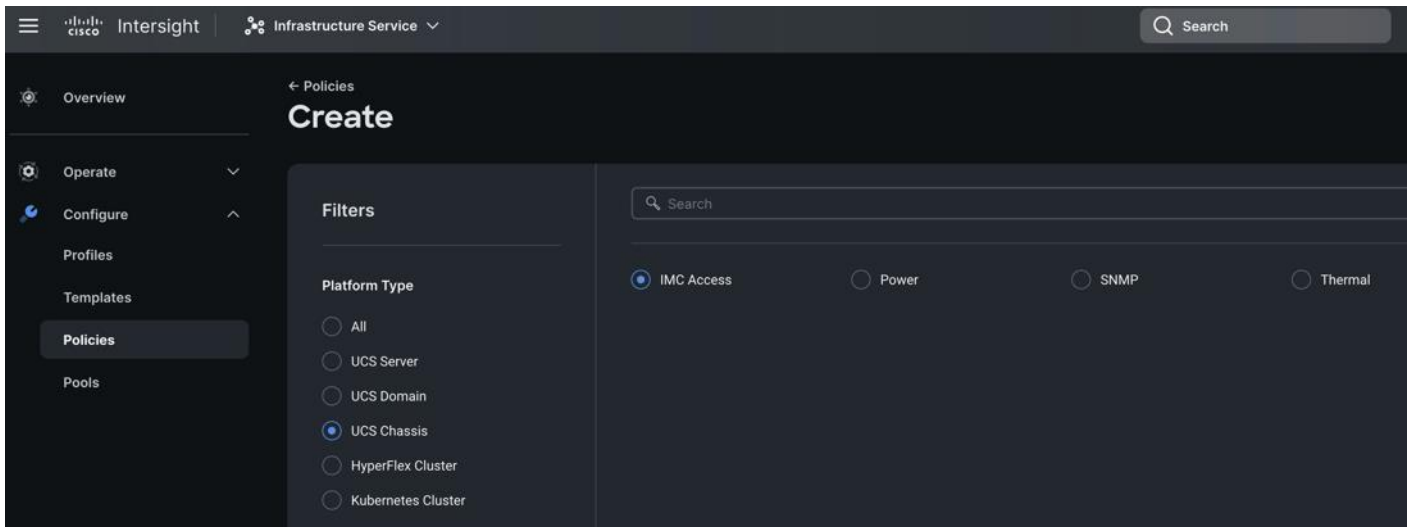 cisco Intersight Infrastructure Service Search
Overview
← Policies
Create
Operate
Configure
Profiles
Templates
Policies
Pools
Filters
Platform Type
All
UCS Server
UCS Domain
UCS Chassis
HyperFlex Cluster
Kubernetes Cluster
Search
IMC Access Power SNMP Thermal